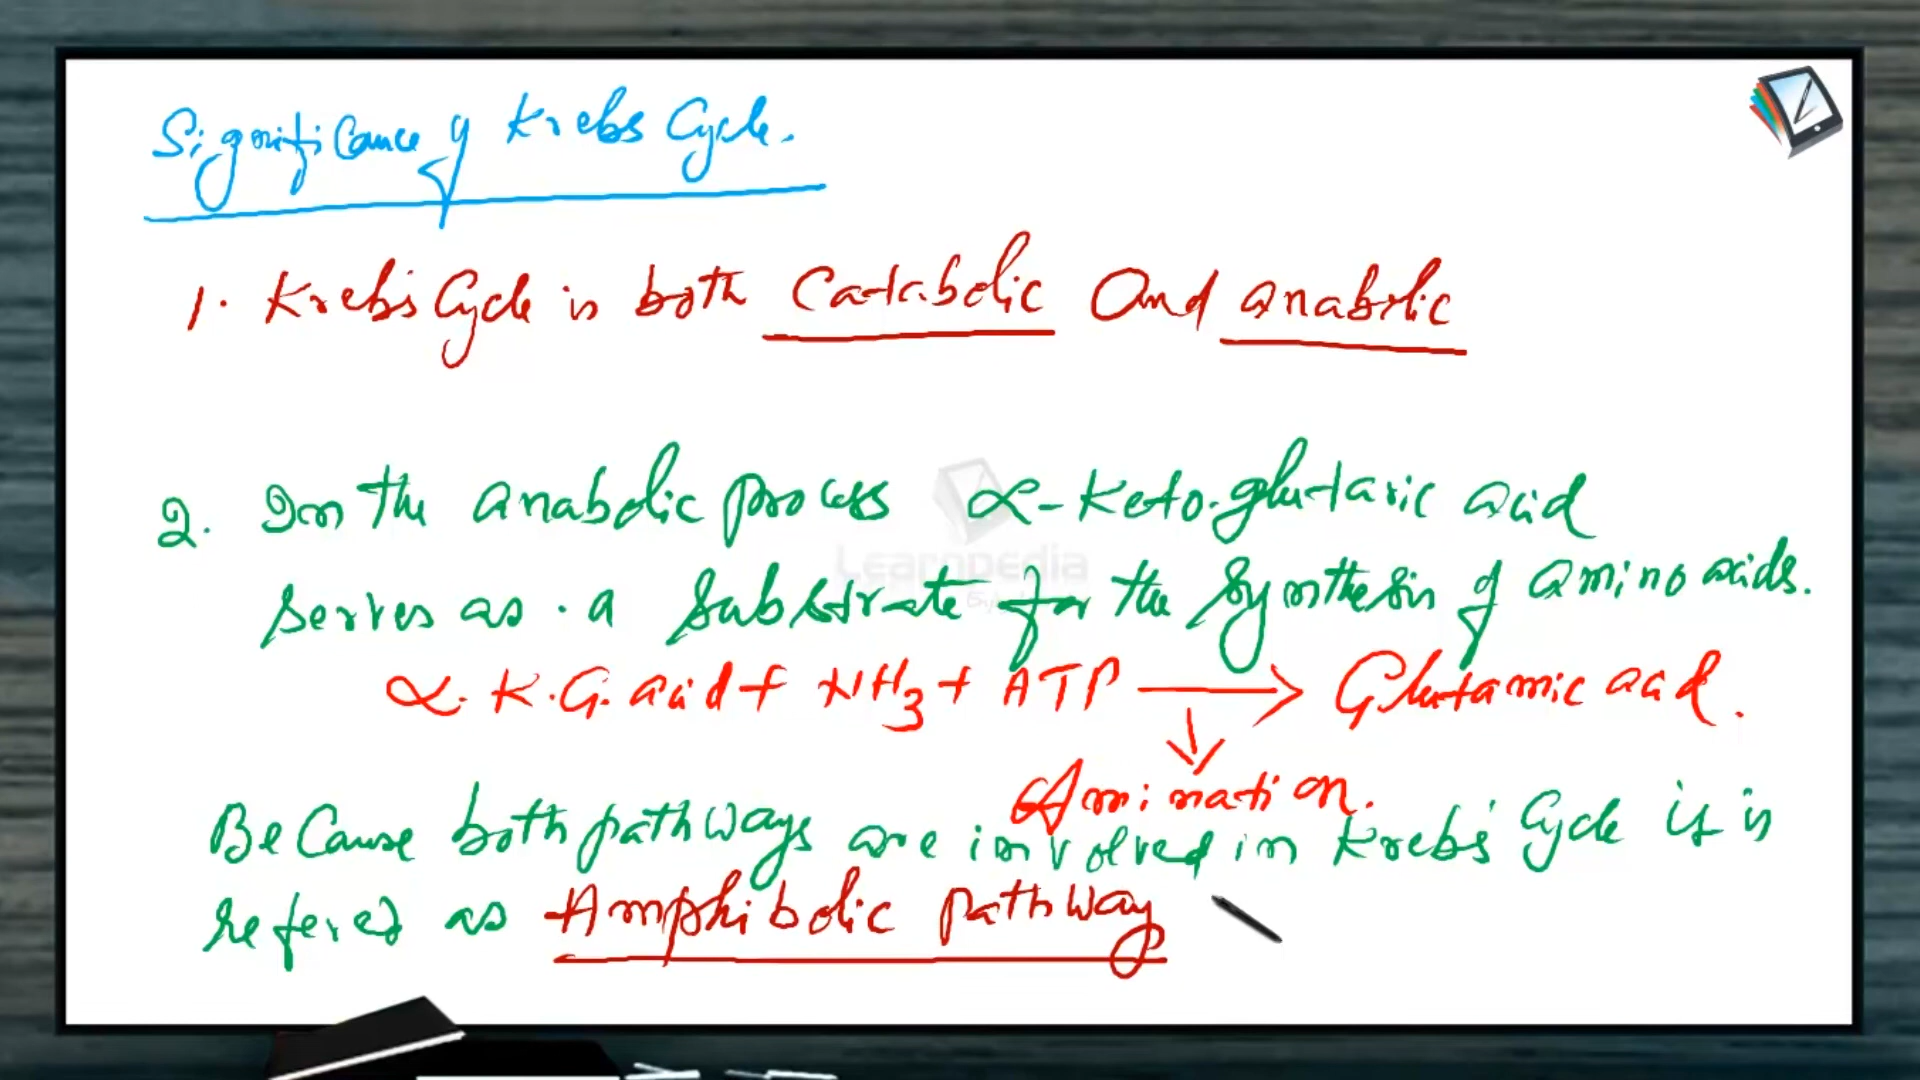 Significance of Krebs Cycle.
1. Krebs Cycle is both Catabolic And anabolic
2. In the anabolic process α-Keto-glutaric acid
Learnpedia
serves as a substrate for the synthesis of amino acids.
α. K. G. acid + NH3 + ATP → Glutamic acid.
Amination.
Because both pathways are involved in Krebs Cycle it is
refered as Amphibolic pathway